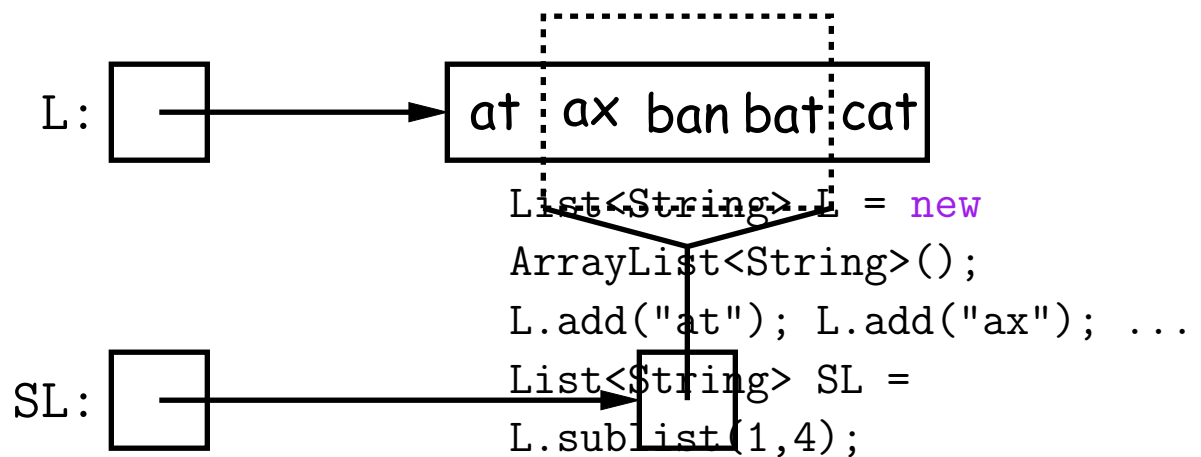 L: at ax ban bat cat
List<String> L = new
ArrayList<String>();
L.add("at"); L.add("ax"); ...
List<String> SL =
SL:
L.sublist(1,4);